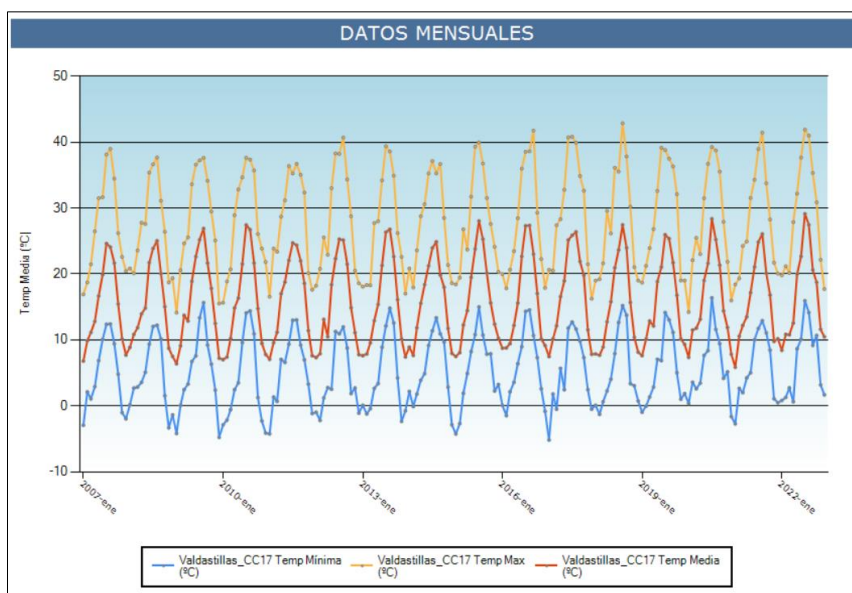 DATOS MENSUALES
Temp Media (ºC)
50
40
30
20
10
0
-10
2007-ene
2010-ene
2013-ene
2016-ene
2019-ene
2022-ene
Valdastillas_CC17 Temp Mínima (ºC)
Valdastillas_CC17 Temp Max (ºC)
Valdastillas_CC17 Temp Media (ºC)